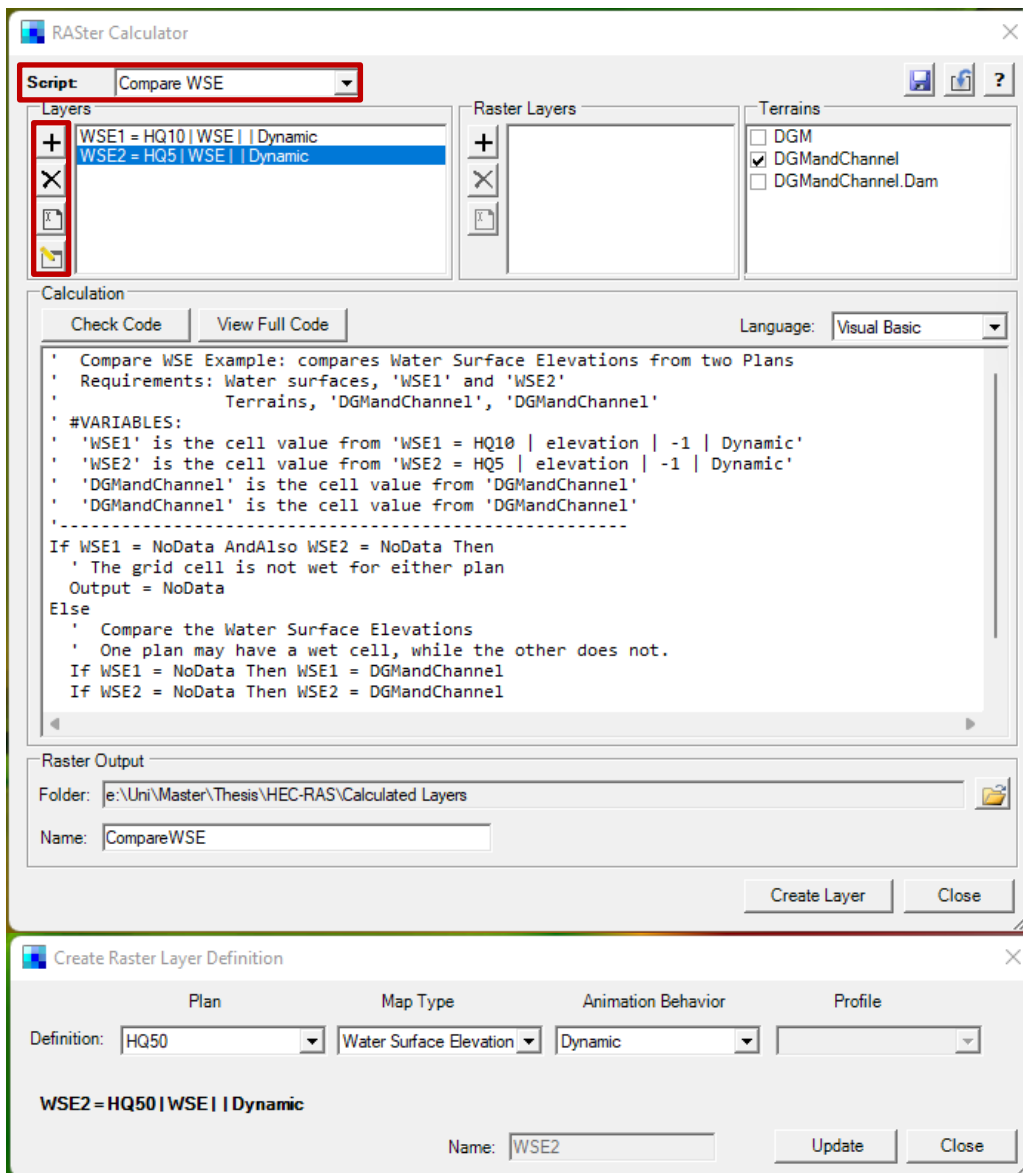 RASter Calculator
Script: Compare WSE
?
Layers
WSE1 = HQ10 | WSE | | Dynamic
WSE2 = HQ5 | WSE | | Dynamic
Raster Layers
Terrains
DGM
DGMandChannel
DGMandChannel.Dam
Calculation
Check Code View Full Code Language: Visual Basic
'   Compare WSE Example: compares Water Surface Elevations from two Plans
'   Requirements: Water surfaces, 'WSE1' and 'WSE2'
'                 Terrains, 'DGMandChannel', 'DGMandChannel'
' #VARIABLES:
'   'WSE1' is the cell value from 'WSE1 = HQ10 | elevation | -1 | Dynamic'
'   'WSE2' is the cell value from 'WSE2 = HQ5 | elevation | -1 | Dynamic'
'   'DGMandChannel' is the cell value from 'DGMandChannel'
'   'DGMandChannel' is the cell value from 'DGMandChannel'
'------------------------------------------------------
If WSE1 = NoData AndAlso WSE2 = NoData Then
  ' The grid cell is not wet for either plan
  Output = NoData
Else
  '   Compare the Water Surface Elevations
  '   One plan may have a wet cell, while the other does not.
  If WSE1 = NoData Then WSE1 = DGMandChannel
  If WSE2 = NoData Then WSE2 = DGMandChannel
Raster Output
Folder: e:\Uni\Master\Thesis\HEC-RAS\Calculated Layers
Name: CompareWSE
Create Layer Close
Create Raster Layer Definition
Plan Map Type Animation Behavior Profile
Definition: HQ50 Water Surface Elevation Dynamic
WSE2 = HQ50 | WSE | | Dynamic
Name: WSE2 Update Close